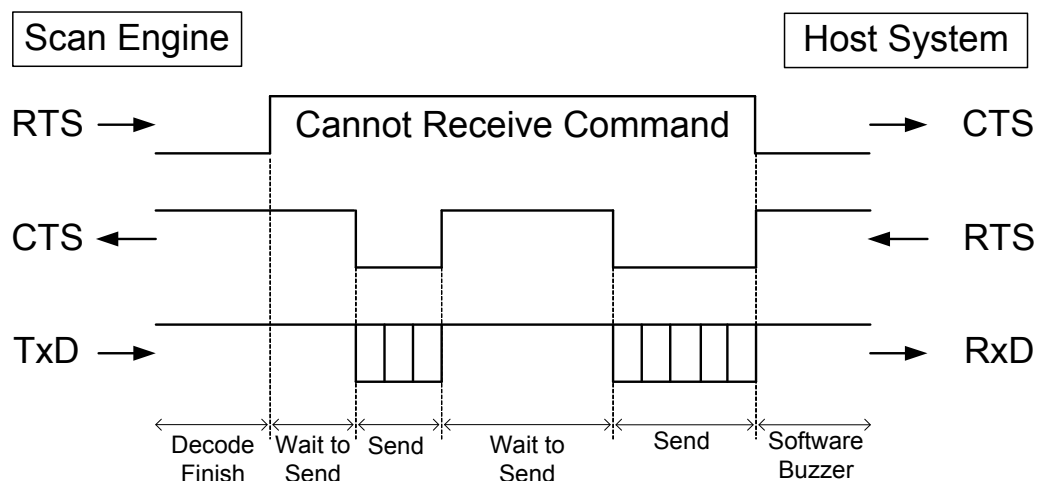 Scan Engine
Host System
RTS
Cannot Receive Command
CTS
CTS
RTS
TxD
RxD
Decode
Finish
Wait to
Send
Send
Wait to
Send
Send
Software
Buzzer